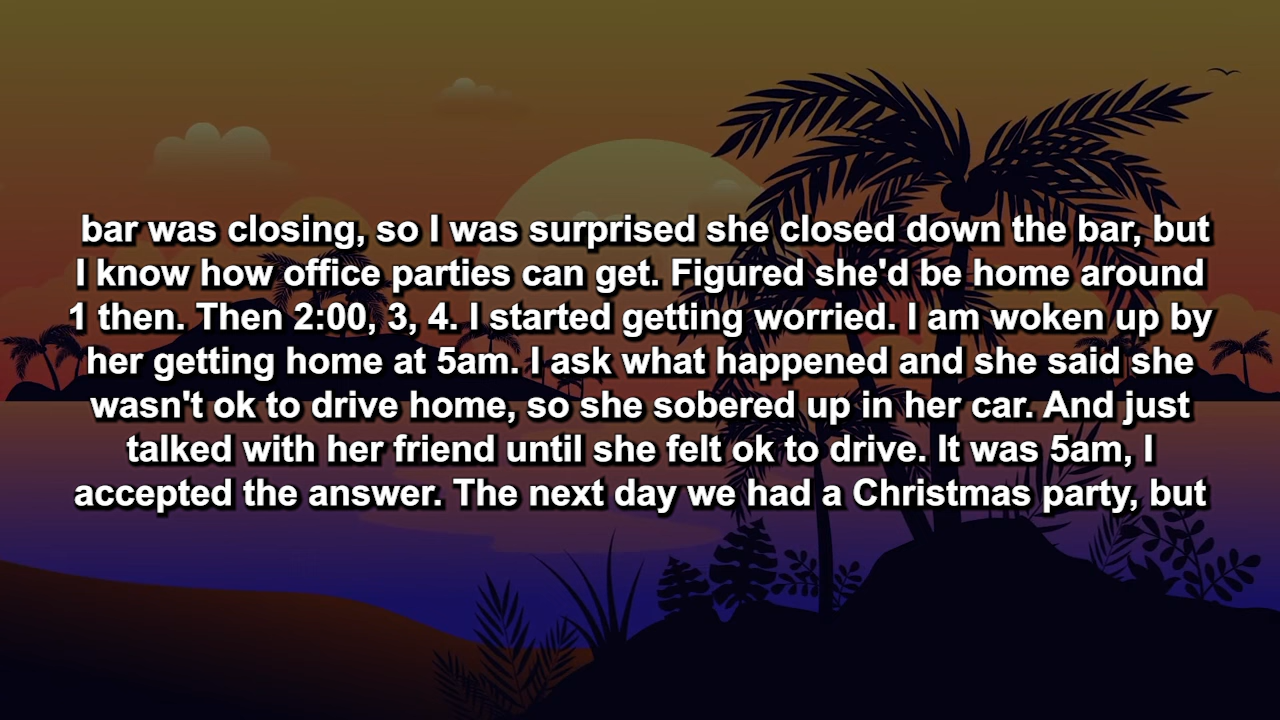 bar was closing, so I was surprised she closed down the bar, but
I know how office parties can get. Figured she'd be home around
1 then. Then 2:00, 3, 4. I started getting worried. I am woken up by
her getting home at 5am. I ask what happened and she said she
wasn't ok to drive home, so she sobered up in her car. And just
talked with her friend until she felt ok to drive. It was 5am, I
accepted the answer. The next day we had a Christmas party, but